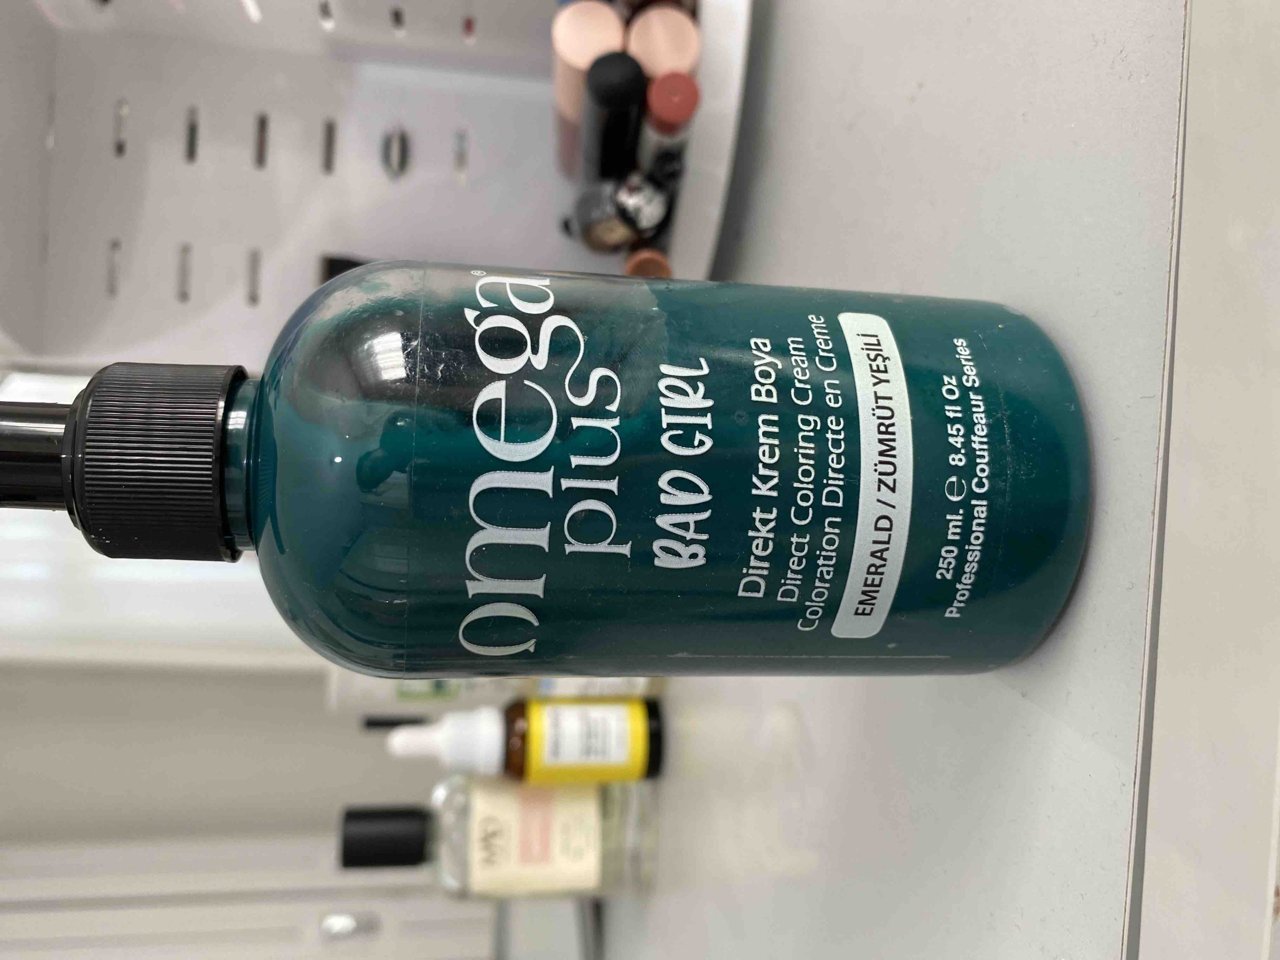 omega®
plus
BAD GIRL
Direkt Krem Boya
Direct Coloring Cream
Coloration Directe en Creme
EMERALD / ZÜMRÜT YEŞİLİ
250 ml. ℮ 8.45 fl Oz
Professional Couffeaur Series